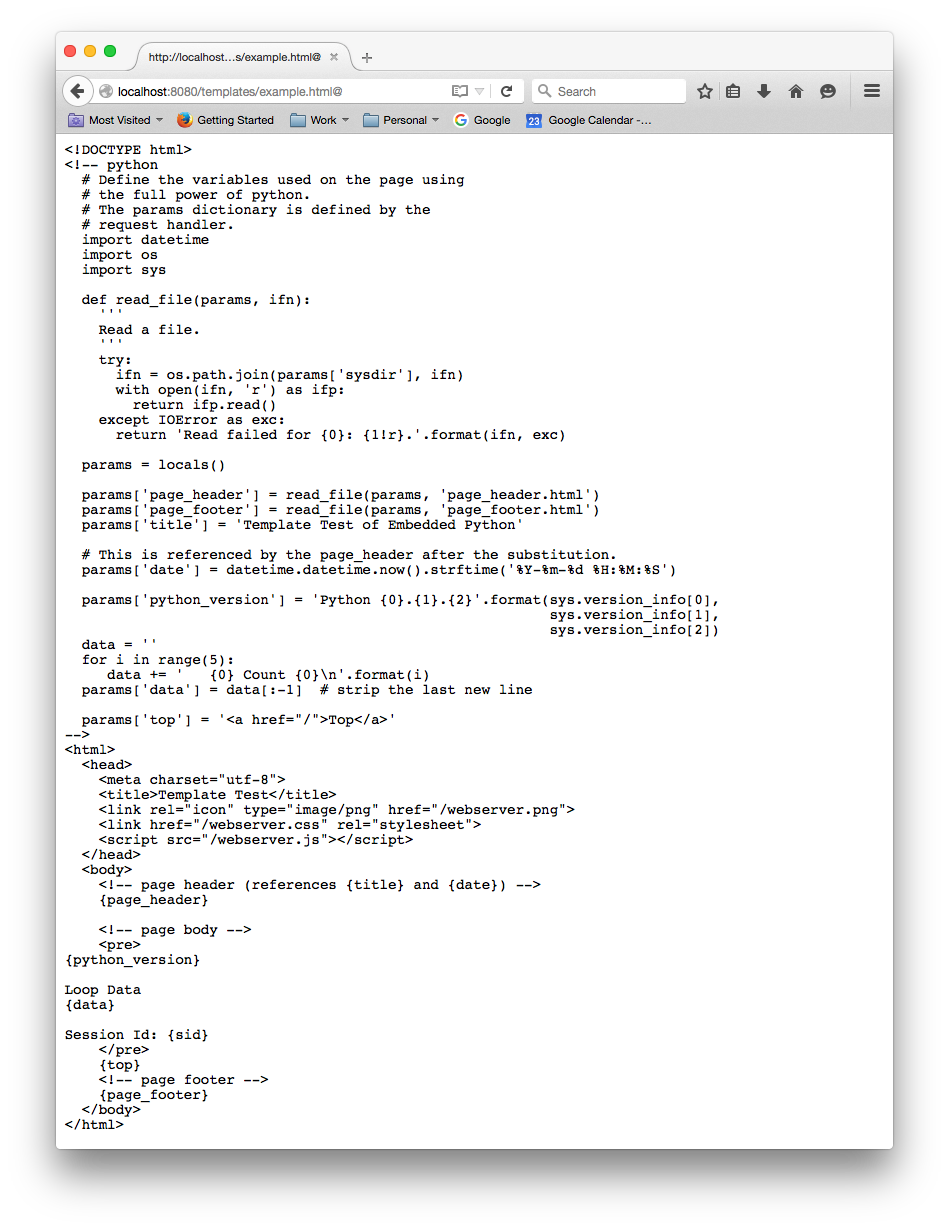 http://localhost...s/example.html@
localhost:8080/templates/example.html@
Search
Most Visited
Getting Started
Work
Personal
Google
23
Google Calendar -...
<!DOCTYPE html>
<!-- python
  # Define the variables used on the page using
  # the full power of python.
  # The params dictionary is defined by the
  # request handler.
  import datetime
  import os
  import sys

  def read_file(params, ifn):
    '''
    Read a file.
    '''
    try:
      ifn = os.path.join(params['sysdir'], ifn)
      with open(ifn, 'r') as ifp:
        return ifp.read()
    except IOError as exc:
      return 'Read failed for {0}: {1!r}.'.format(ifn, exc)

  params = locals()

  params['page_header'] = read_file(params, 'page_header.html')
  params['page_footer'] = read_file(params, 'page_footer.html')
  params['title'] = 'Template Test of Embedded Python'

  # This is referenced by the page_header after the substitution.
  params['date'] = datetime.datetime.now().strftime('%Y-%m-%d %H:%M:%S')

  params['python_version'] = 'Python {0}.{1}.{2}'.format(sys.version_info[0],
                                                         sys.version_info[1],
                                                         sys.version_info[2])
  data = ''
  for i in range(5):
     data += '   {0} Count {0}\n'.format(i)
  params['data'] = data[:-1]  # strip the last new line

  params['top'] = '<a href="/">Top</a>'
-->
<html>
  <head>
    <meta charset="utf-8">
    <title>Template Test</title>
    <link rel="icon" type="image/png" href="/webserver.png">
    <link href="/webserver.css" rel="stylesheet">
    <script src="/webserver.js"></script>
  </head>
  <body>
    <!-- page header (references {title} and {date}) -->
    {page_header}

    <!-- page body -->
    <pre>
{python_version}

Loop Data
{data}

Session Id: {sid}
    </pre>
    {top}
    <!-- page footer -->
    {page_footer}
  </body>
</html>